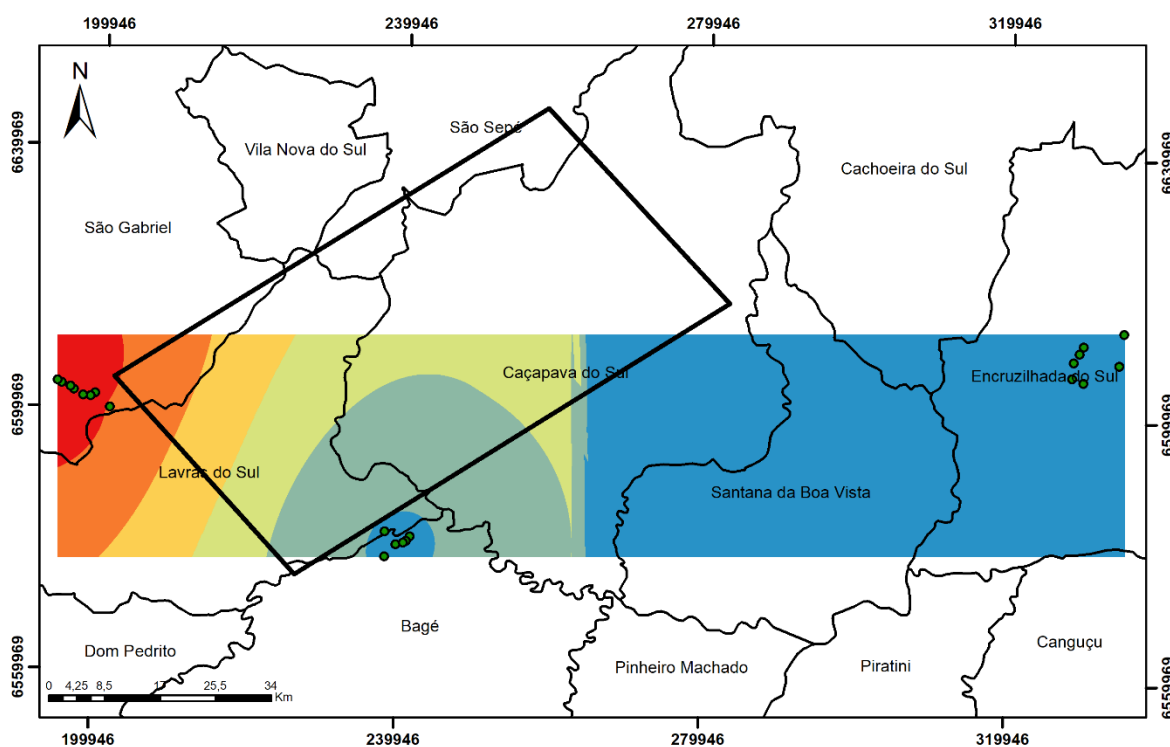 199946 239946 279946 319946
N
São Sepé
Vila Nova do Sul
Cachoeira do Sul
6639969 6639969
São Gabriel
Caçapava do Sul
Encruzilhada do Sul
6599969 6599969
Lavras do Sul
Santana da Boa Vista
Bagé
Dom Pedrito
Canguçu
Pinheiro Machado
Piratini
6559969 6559969
0 4,25 8,5 17 25,5 34
Km
199946 239946 279946 319946